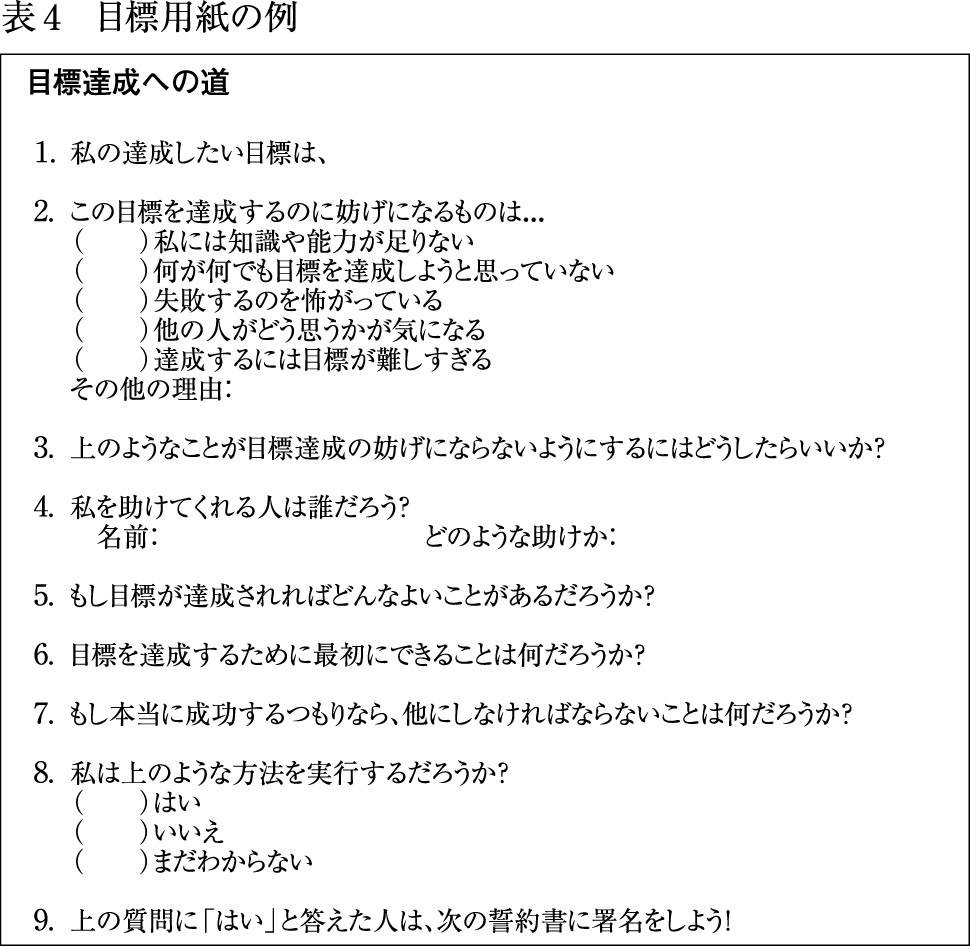 表4　目標用紙の例
目標達成への道
1. 私の達成したい目標は、
2. この目標を達成するのに妨げになるものは...
(　　)私には知識や能力が足りない
(　　)何が何でも目標を達成しようと思っていない
(　　)失敗するのを怖がっている
(　　)他の人がどう思うかが気になる
(　　)達成するには目標が難しすぎる
その他の理由:
3. 上のようなことが目標達成の妨げにならないようにするにはどうしたらいいか?
4. 私を助けてくれる人は誰だろう?
名前:　　　　　　　　　　どのような助けか:
5. もし目標が達成されればどんなよいことがあるだろうか?
6. 目標を達成するために最初にできることは何だろうか?
7. もし本当に成功するつもりなら、他にしなければならないことは何だろうか?
8. 私は上のような方法を実行するだろうか?
(　　)はい
(　　)いいえ
(　　)まだわからない
9. 上の質問に「はい」と答えた人は、次の誓約書に署名をしよう!